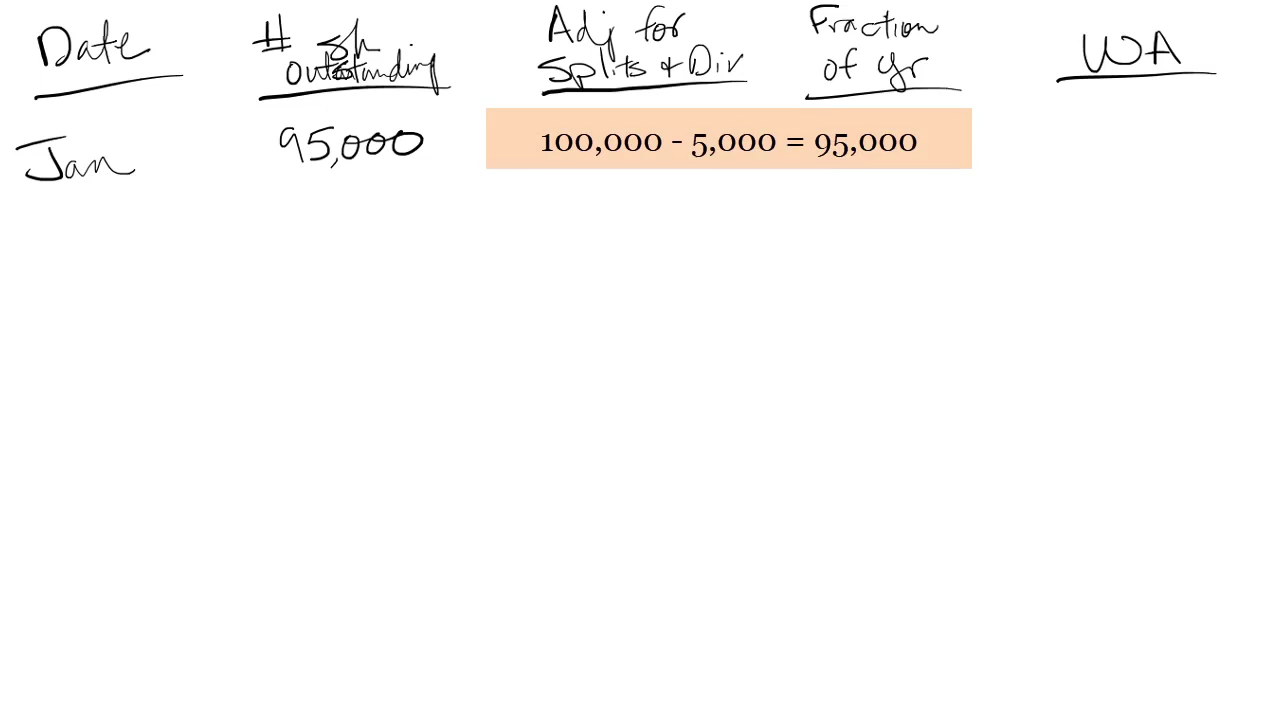 Date
# Sh
Outstanding
Adj for
Splits + Div
Fraction
of Yr
WA
Jan
95,000
100,000 - 5,000 = 95,000